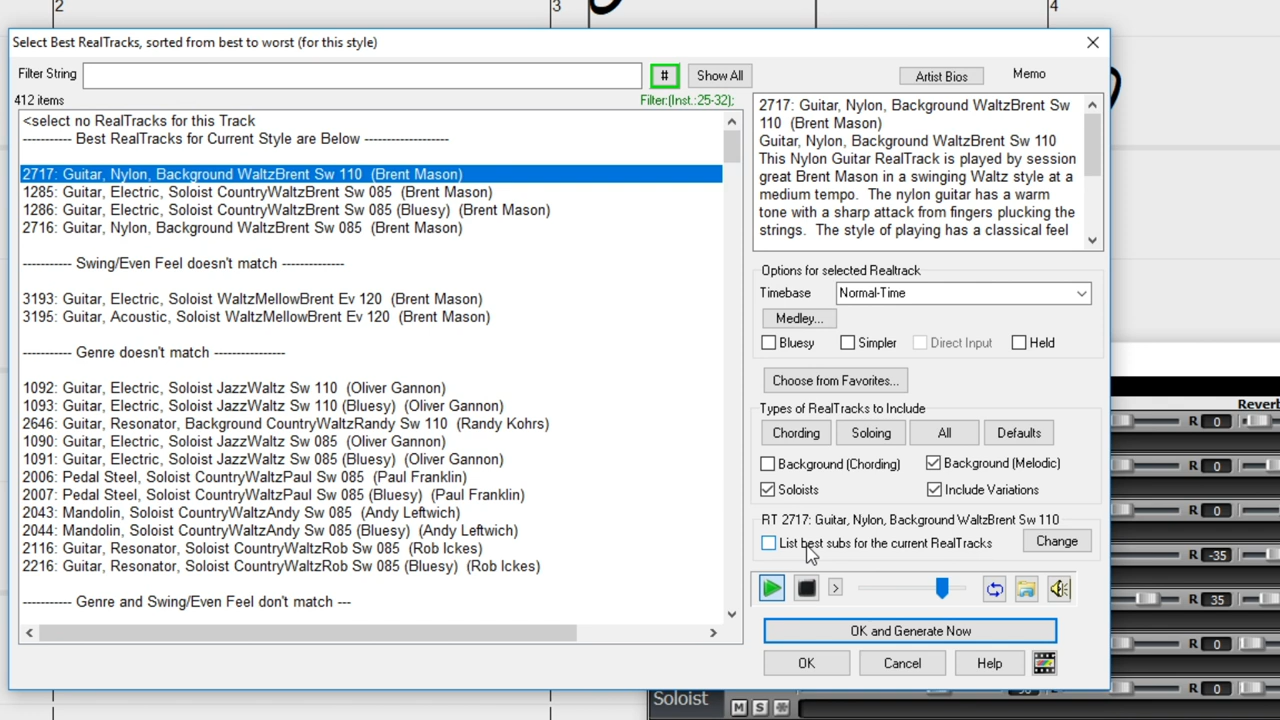 2
3
4
Select Best RealTracks, sorted from best to worst (for this style)
Filter String
#
Show All
Artist Bios
Memo
412 items
Filter:(Inst.:25-32);
<select no RealTracks for this Track
----------- Best RealTracks for Current Style are Below -------------------
2717: Guitar, Nylon, Background WaltzBrent Sw 110 (Brent Mason)
1285: Guitar, Electric, Soloist CountryWaltzBrent Sw 085 (Brent Mason)
1286: Guitar, Electric, Soloist CountryWaltzBrent Sw 085 (Bluesy) (Brent Mason)
2716: Guitar, Nylon, Background WaltzBrent Sw 085 (Brent Mason)
----------- Swing/Even Feel doesn't match --------------
3193: Guitar, Electric, Soloist WaltzMellowBrent Ev 120 (Brent Mason)
3195: Guitar, Acoustic, Soloist WaltzMellowBrent Ev 120 (Brent Mason)
----------- Genre doesn't match ----------------
1092: Guitar, Electric, Soloist JazzWaltz Sw 110 (Oliver Gannon)
1093: Guitar, Electric, Soloist JazzWaltz Sw 110 (Bluesy) (Oliver Gannon)
2646: Guitar, Resonator, Background CountryWaltzRandy Sw 110 (Randy Kohrs)
1090: Guitar, Electric, Soloist JazzWaltz Sw 085 (Oliver Gannon)
1091: Guitar, Electric, Soloist JazzWaltz Sw 085 (Bluesy) (Oliver Gannon)
2006: Pedal Steel, Soloist CountryWaltzPaul Sw 085 (Paul Franklin)
2007: Pedal Steel, Soloist CountryWaltzPaul Sw 085 (Bluesy) (Paul Franklin)
2043: Mandolin, Soloist CountryWaltzAndy Sw 085 (Andy Leftwich)
2044: Mandolin, Soloist CountryWaltzAndy Sw 085 (Bluesy) (Andy Leftwich)
2116: Guitar, Resonator, Soloist CountryWaltzRob Sw 085 (Rob Ickes)
2216: Guitar, Resonator, Soloist CountryWaltzRob Sw 085 (Bluesy) (Rob Ickes)
----------- Genre and Swing/Even Feel don't match ---
2717: Guitar, Nylon, Background WaltzBrent Sw
110 (Brent Mason)
Guitar, Nylon, Background WaltzBrent Sw 110
This Nylon Guitar RealTrack is played by session
great Brent Mason in a swinging Waltz style at a
medium tempo. The nylon guitar has a warm
tone with a sharp attack from fingers plucking the
strings. The style of playing has a classical feel
Options for selected Realtrack
Timebase
Normal-Time
Medley...
Bluesy
Simpler
Direct Input
Held
Choose from Favorites...
Types of RealTracks to Include
Chording
Soloing
All
Defaults
Background (Chording)
Background (Melodic)
Soloists
Include Variations
RT 2717: Guitar, Nylon, Background WaltzBrent Sw 110
List best subs for the current RealTracks
Change
>
OK and Generate Now
OK
Cancel
Help
Reverb
R 0
R 0
R 0
R -35
R 35
R 0
R 0
Soloist
M S